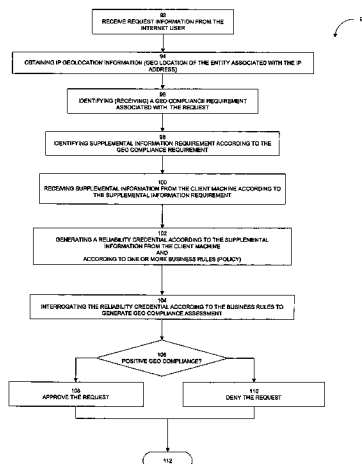 92
RECEIVE REQUEST INFORMATION FROM THE
INTERNET USER
94
OBTAINING IP GEOLOCATION INFORMATION (GEO LOCATION OF THE ENTITY ASSOCIATED WITH THE IP
ADDRESS)
96
IDENTIFYING (RECEIVING) A GEO COMPLIANCE REQUIREMENT
ASSOCIATED WITH THE REQUEST
98
IDENTIFYING SUPPLEMENTAL INFORMATION REQUIREMENT ACCORDING TO THE
GEO COMPLIANCE REQUIREMENT
100
RECEIVING SUPPLEMENTAL INFORMATION FROM THE CLIENT MACHINE ACCORDING TO
THE SUPPLEMENTAL INFORMATION REQUIREMENT
102
GENERATING A RELIABILITY CREDENTIAL ACCORDING TO THE SUPPLEMENTAL
INFORMATION FROM THE CLIENT MACHINE
AND
ACCORDING TO ONE OR MORE BUSINESS RULES (POLICY)
104
INTERROGATING THE RELIABILITY CREDENTIAL ACCORDING TO THE BUSINESS RULES TO
GENERATE GEO COMPLIANCE ASSESSMENT
106
POSITIVE GEO COMPLIANCE?
108
APPROVE THE REQUEST
110
DENY THE REQUEST
112